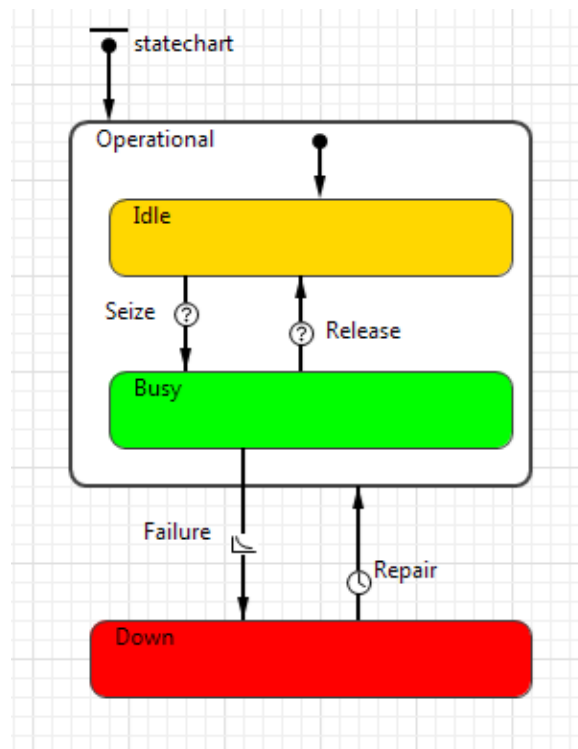 statechart
Operational
Idle
Seize
?
?
Release
Busy
Failure
Repair
Down